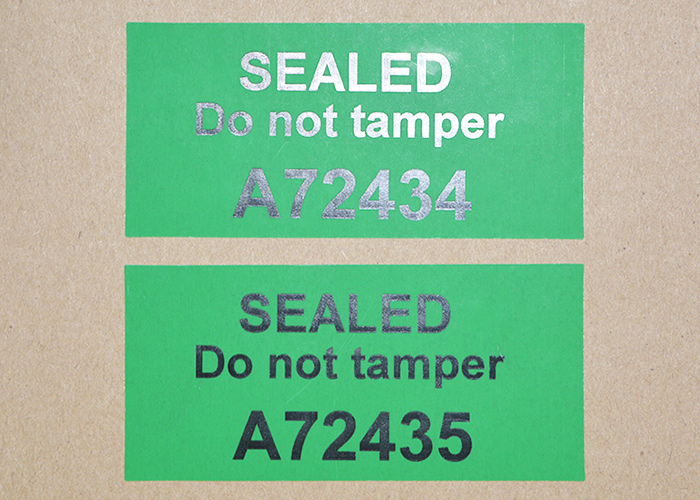 SEALED
Do not tamper
A72434
SEALED
Do not tamper
A72435